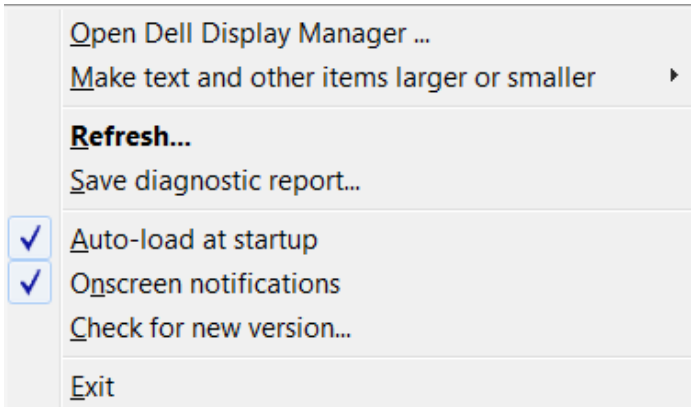 Open Dell Display Manager ...
Make text and other items larger or smaller
Refresh...
Save diagnostic report...
Auto-load at startup
Onscreen notifications
Check for new version...
Exit